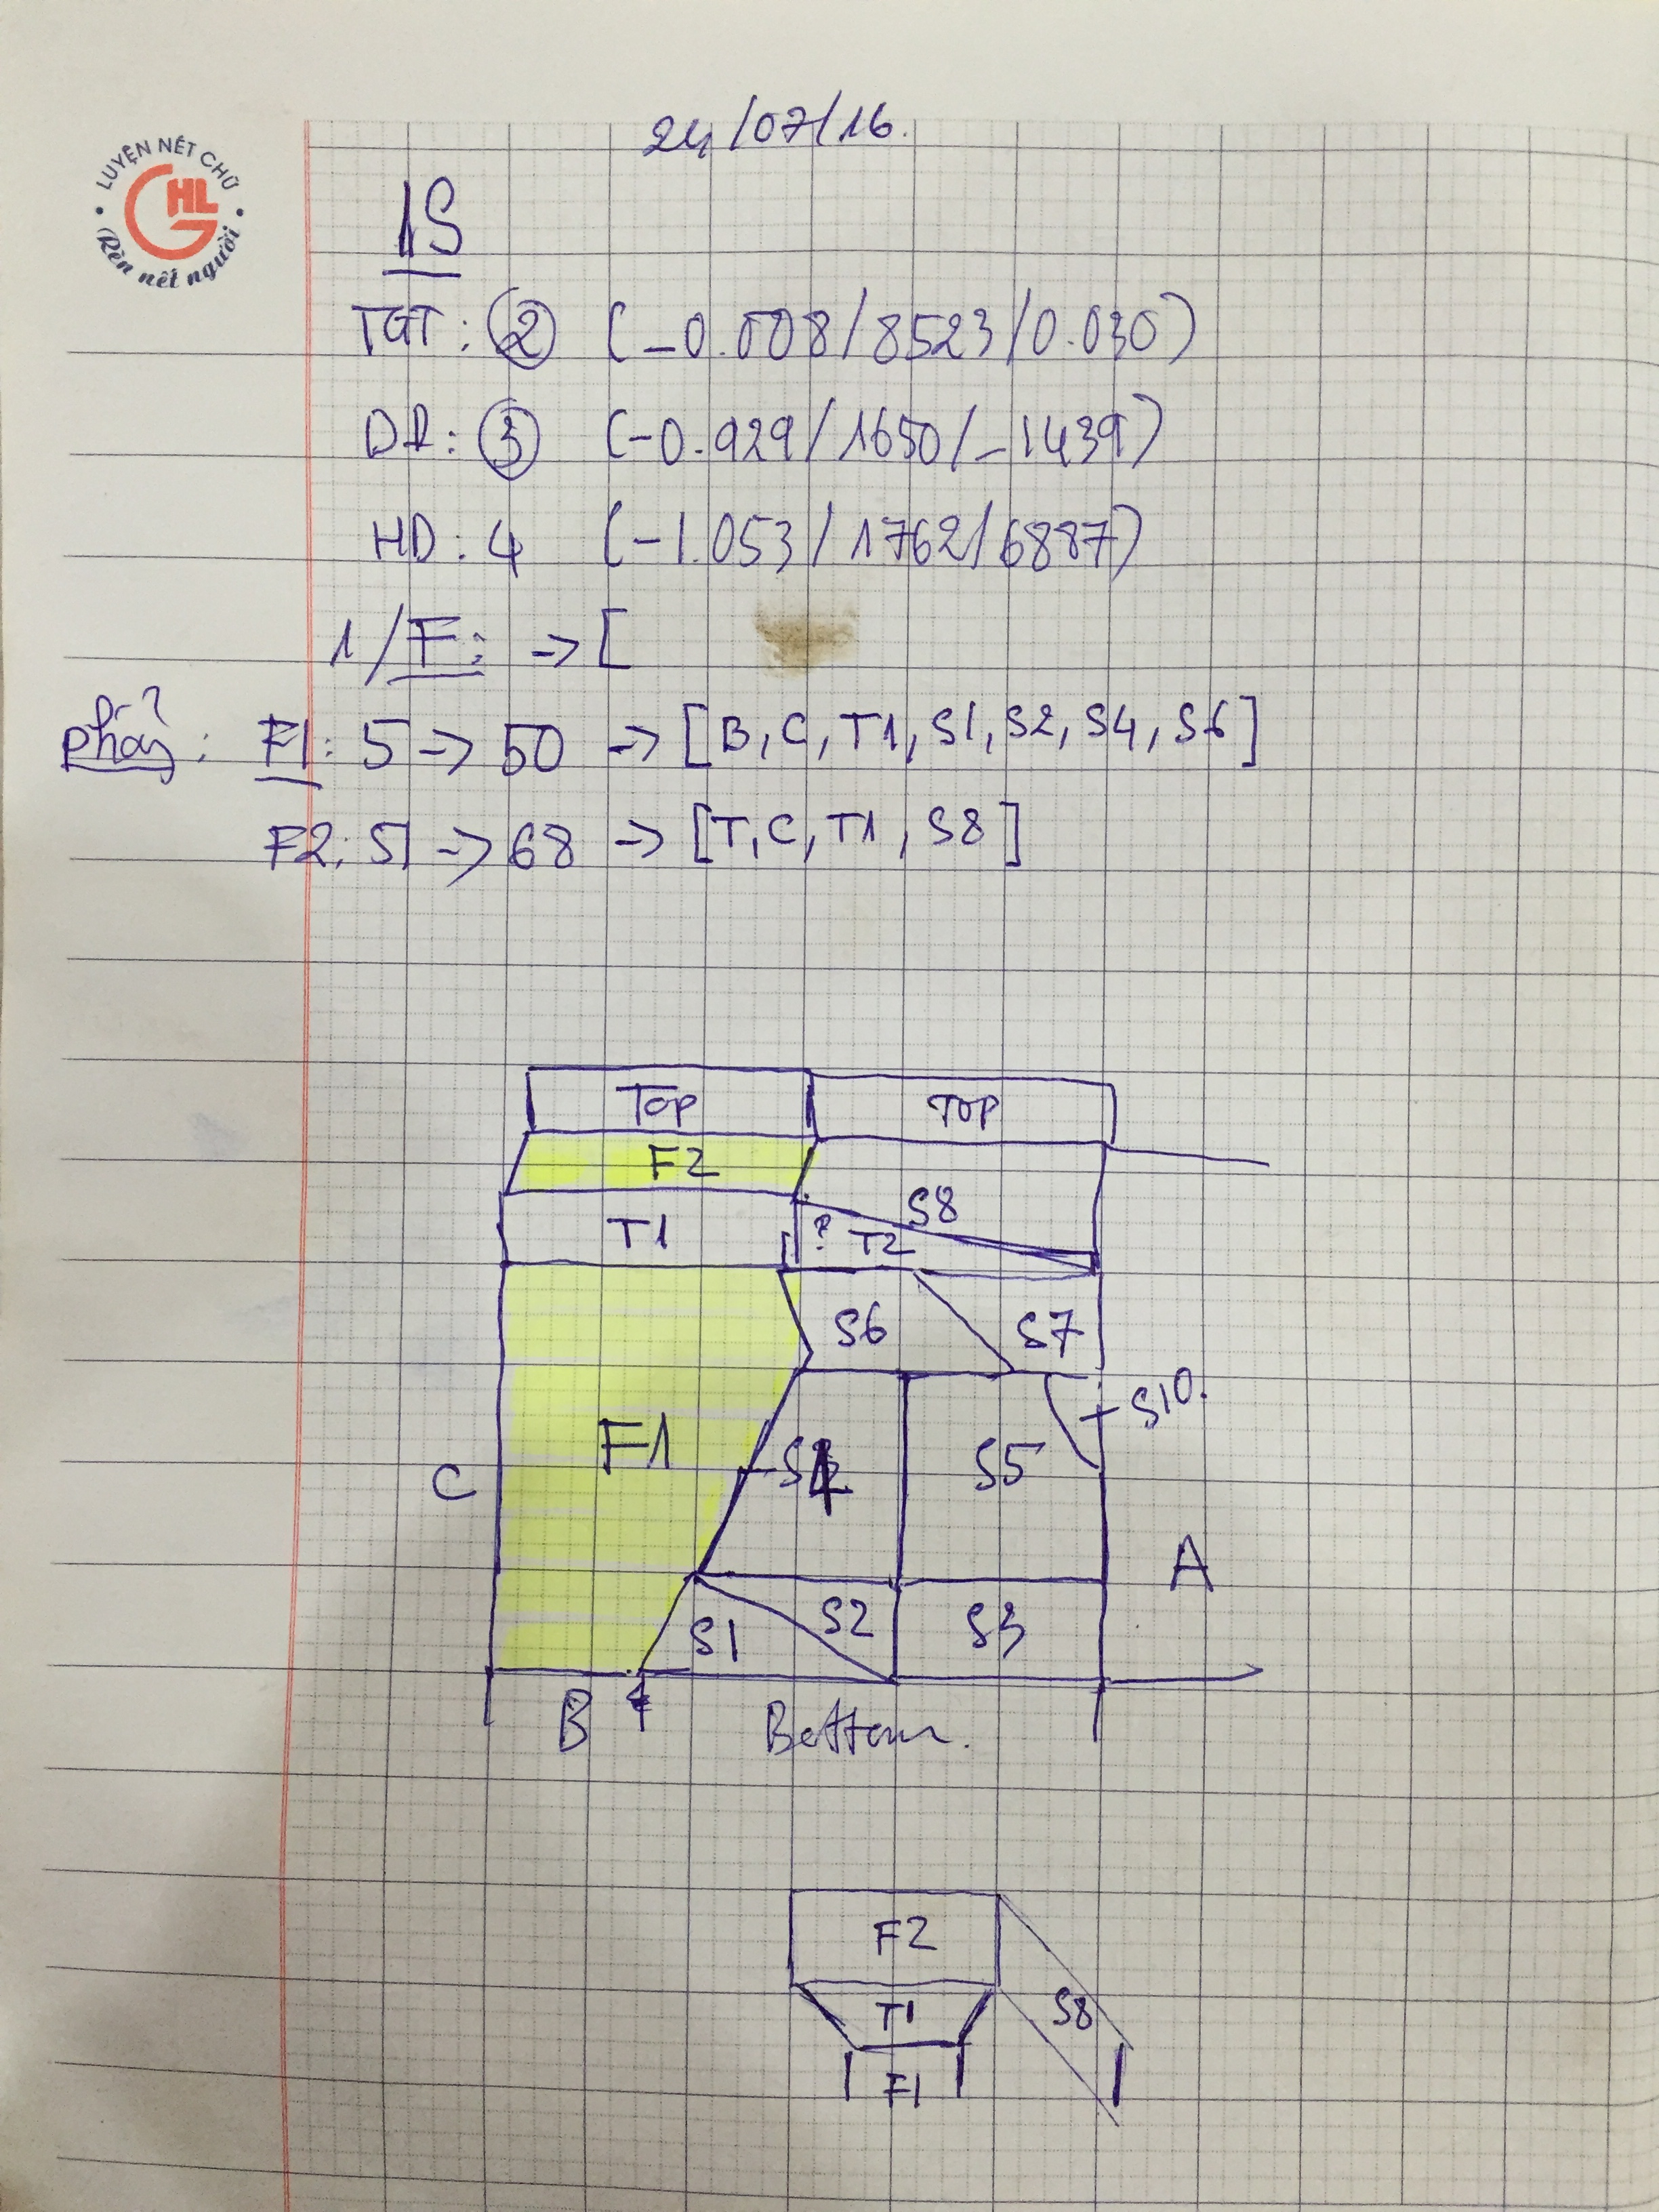 LUYỆN NÉT CHỮ
HL
(Rèn nết người)
24/07/16.
1S
TGT: ② (-0.008/8523/0.030)
DR: ③ (-0.929/1650/-1439)
HD: 4 (-1.053/1762/6887)
1/F: -> [
F1: 5 -> 50 -> [B, C, T1, S1, S2, S4, S6]
F2: 51 -> 68 -> [T, C, T1, S8]
Top TOP
F2
S8
T1 ? T2
S6 S7
S10.
F1 S4 S5
C
A
S1 S2 S3
B Bottom.
F2
T1 S8
F1